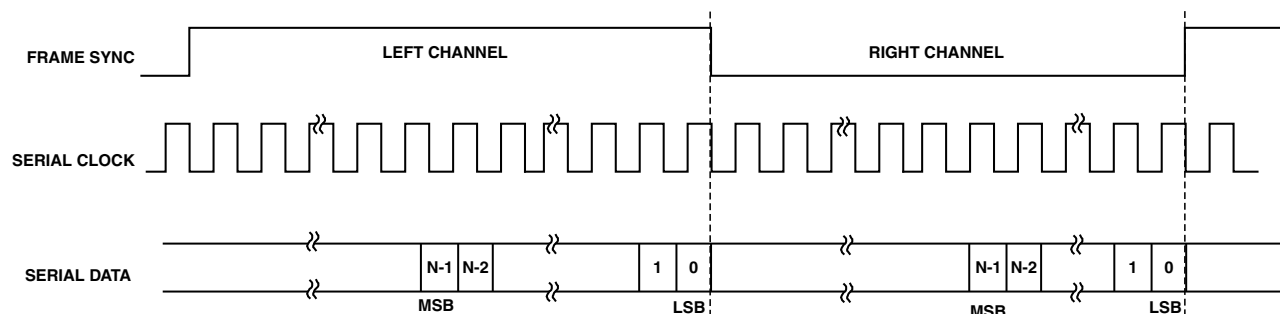 FRAME SYNC
LEFT CHANNEL
RIGHT CHANNEL
SERIAL CLOCK
SERIAL DATA
N-1 N-2 1 0 N-1 N-2 1 0
MSB LSB MSB LSB